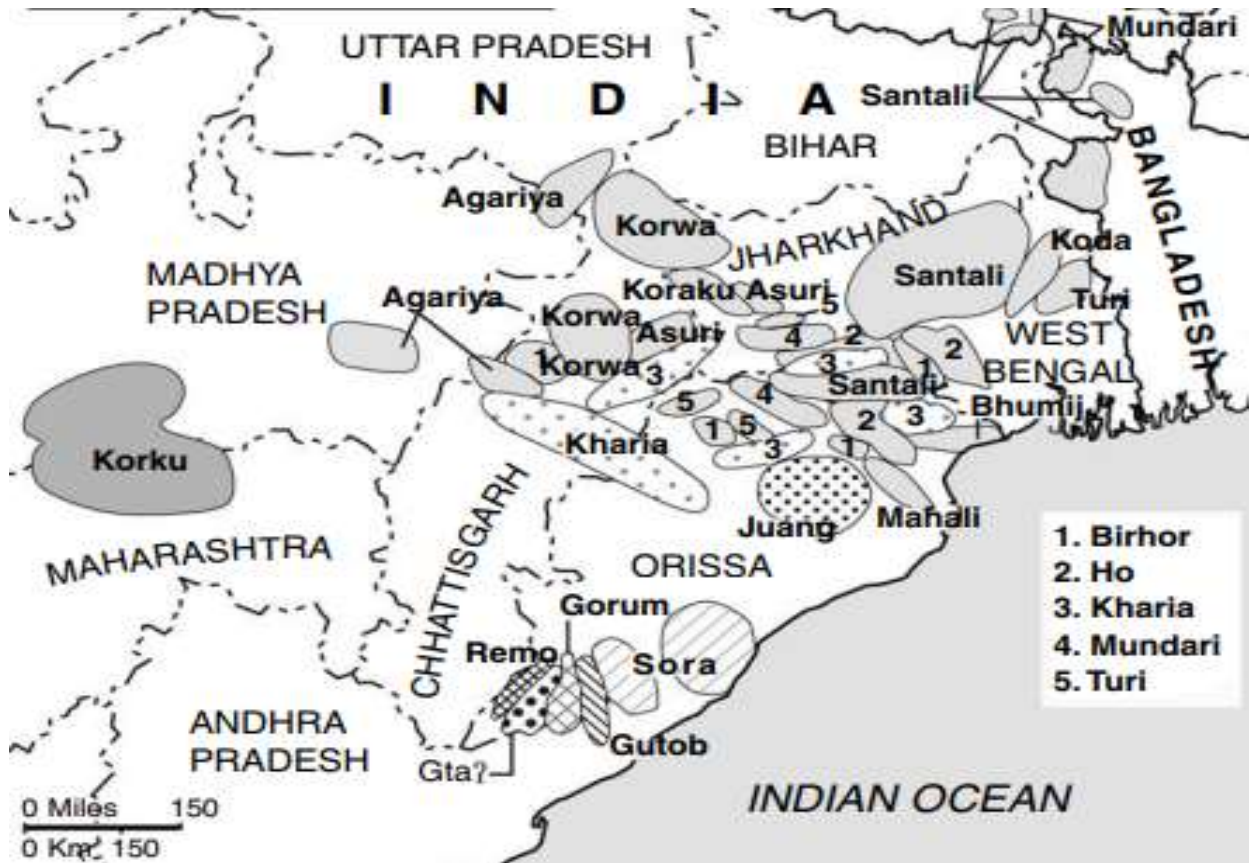 UTTAR PRADESH
Mundari
I N D I A
Santali
BIHAR
BANGLADESH
Agariya
Korwa
JHARKHAND
Koda
MADHYA
PRADESH
Santali
Koraku
Asuri
Turi
Agariya
5
Korwa
Asuri
4
2
WEST
BENGAL
1
Korwa
3
3
1
2
Santali
5
4
Bhumij
2
3
Kharia
1
5
3
1
Korku
Juang
Mahali
MAHARASHTRA
CHHATTISGARH
ORISSA
1. Birhor
2. Ho
3. Kharia
4. Mundari
5. Turi
Gorum
Remo
Sora
ANDHRA
PRADESH
Gutob
Gta?
INDIAN OCEAN
0 Miles 150
0 Km 150